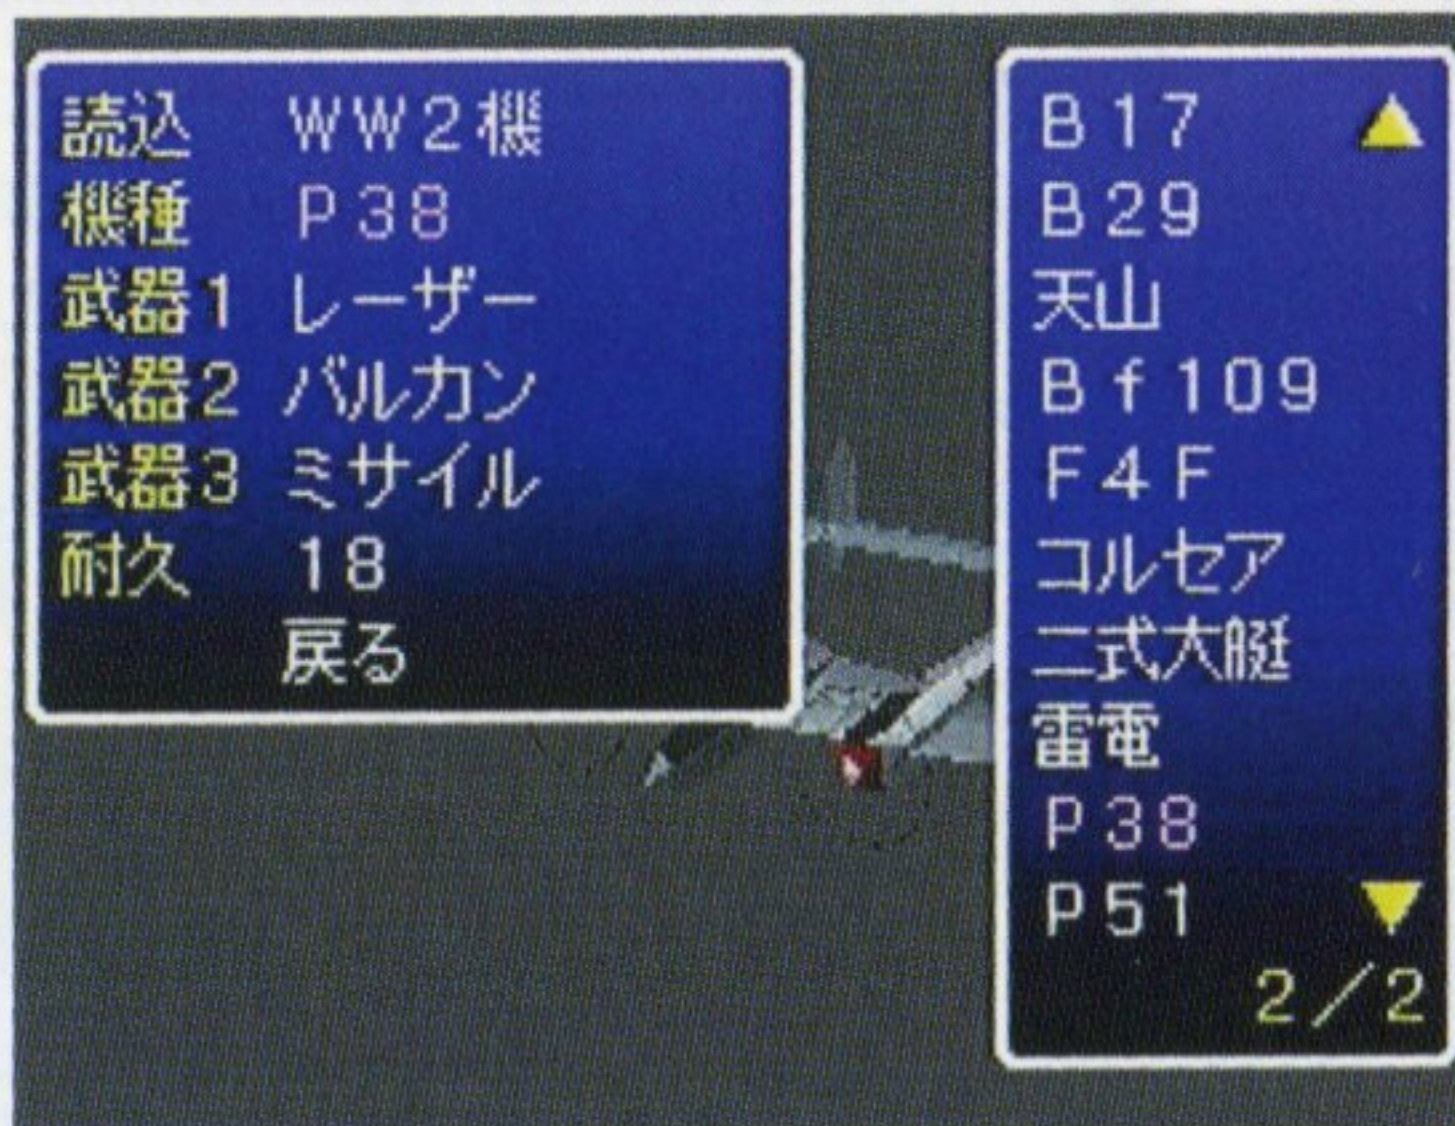 読込 WW2機
機種 P38
武器1 レーザー
武器2 バルカン
武器3 ミサイル
耐久 18
戻る
B17
B29
天山
Bf109
F4F
コルセア
二式大艇
雷電
P38
P51
2/2